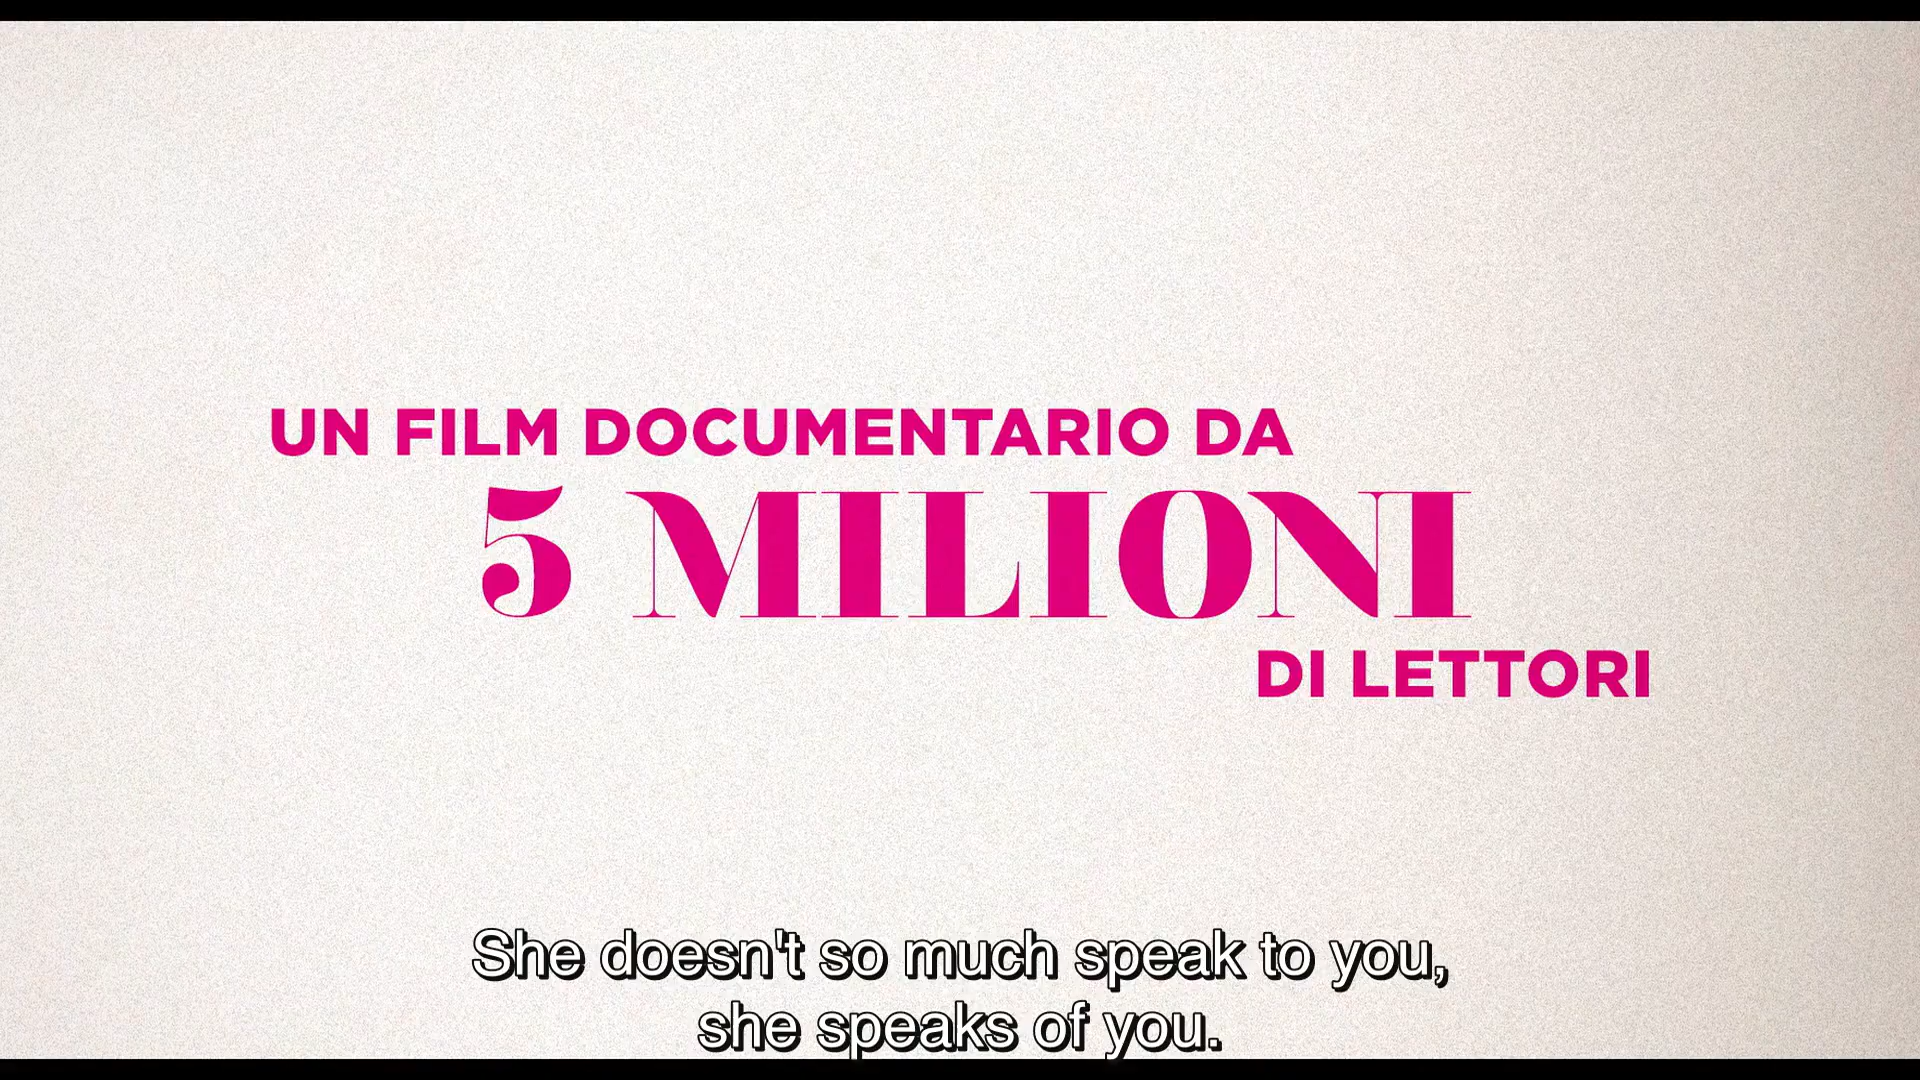 UN FILM DOCUMENTARIO DA
5 MILIONI
DI LETTORI
She doesn't so much speak to you,
she speaks of you.